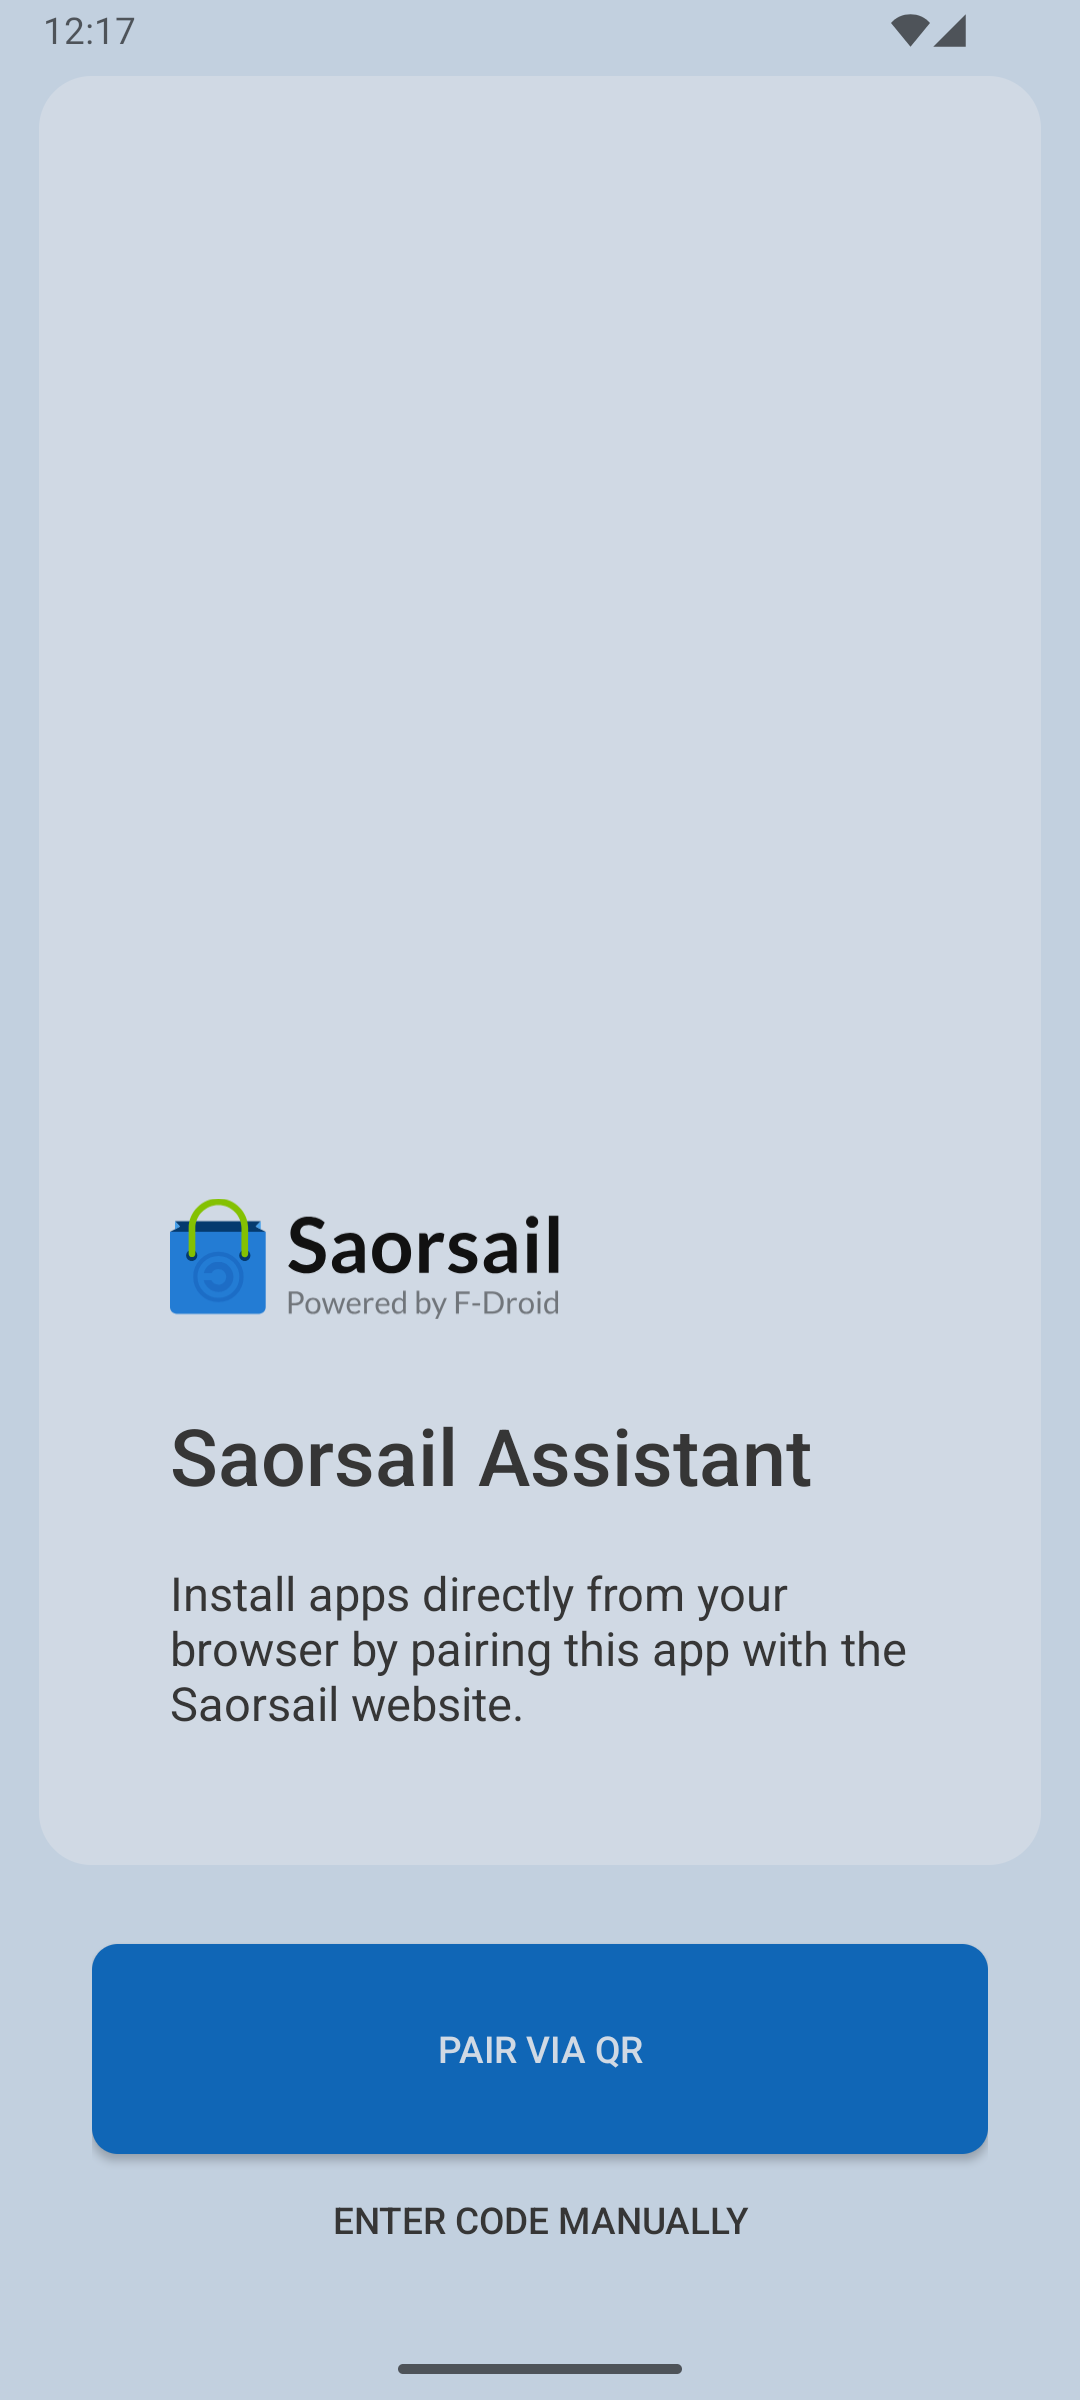 12:17
Saorsail
Powered by F-Droid
Saorsail Assistant
Install apps directly from your
browser by pairing this app with the
Saorsail website.
PAIR VIA QR
ENTER CODE MANUALLY